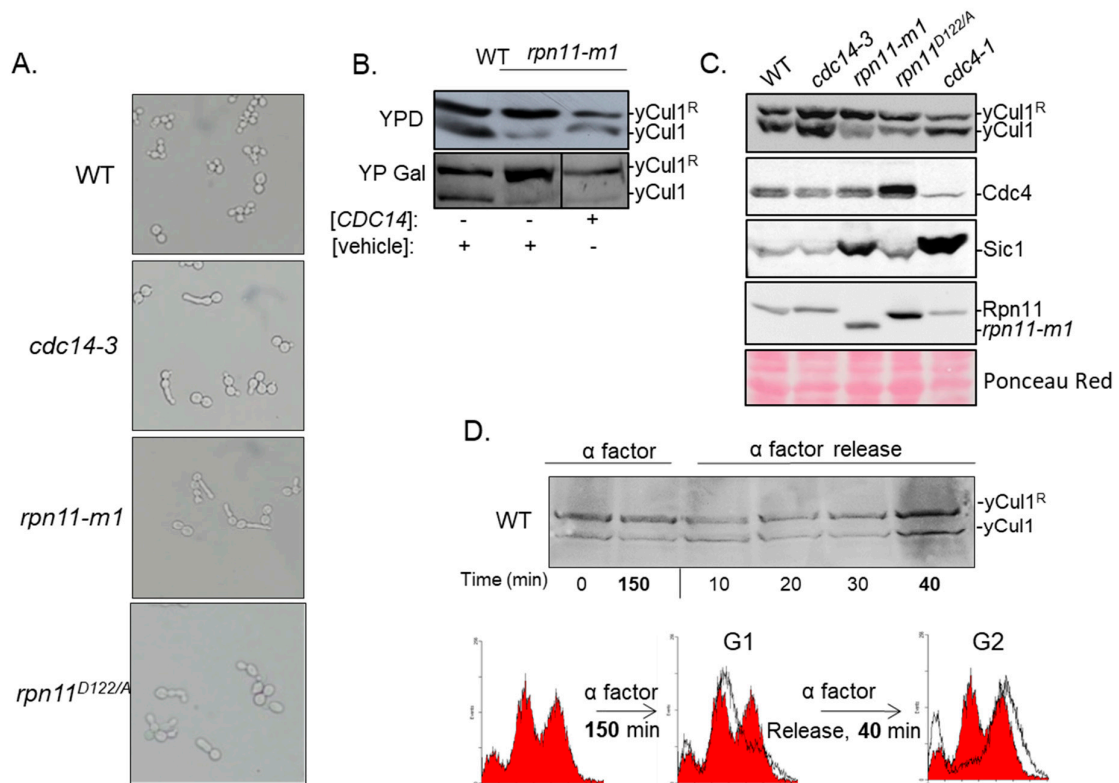 A.
WT
cdc14-3
rpn11-m1
rpn11D122/A
B.
WT rpn11-m1
YPD
yCul1R
yCul1
YP Gal
yCul1R
yCul1
[CDC14]: - - +
[vehicle]: + + -
C.
WT cdc14-3 rpn11-m1 rpn11D122/A cdc4-1
yCul1R
yCul1
Cdc4
Sic1
Rpn11
rpn11-m1
Ponceau Red
D.
α factor α factor release
WT
yCul1R
yCul1
Time (min) 0 150 10 20 30 40
G1 G2
α factor
150 min
α factor
Release, 40 min